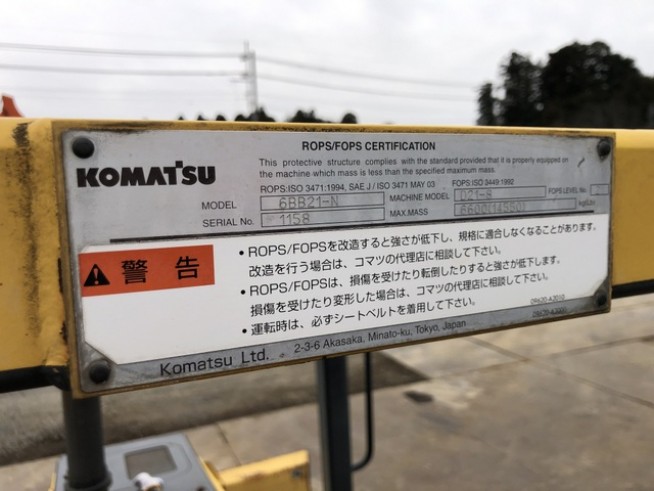 ROPS/FOPS CERTIFICATION
KOMATSU
This protective structure complies with the standard provided that it is properly equipped on
the machine which mass is less than the specified maximum mass.
ROPS:ISO 3471:1994, SAE J / ISO 3471 MAY 03 FOPS:ISO 3449:1992
MODEL 6BB21-N MACHINE MODEL D21-8 FOPS LEVEL No.
SERIAL No. 1158 MAX.MASS kg(Lb)
警告
・ROPS/FOPSを改造すると強さが低下し、規格に適合しなくなることがあります。
改造を行う場合は、コマツの代理店に相談して下さい。
・ROPS/FOPSは、損傷を受けたり転倒したりすると強さが低下します。
損傷を受けたり変形した場合は、コマツの代理店に相談して下さい。
・運転時は、必ずシートベルトを着用して下さい。
09620-A2010
Komatsu Ltd. 2-3-6 Akasaka, Minato-ku, Tokyo, Japan